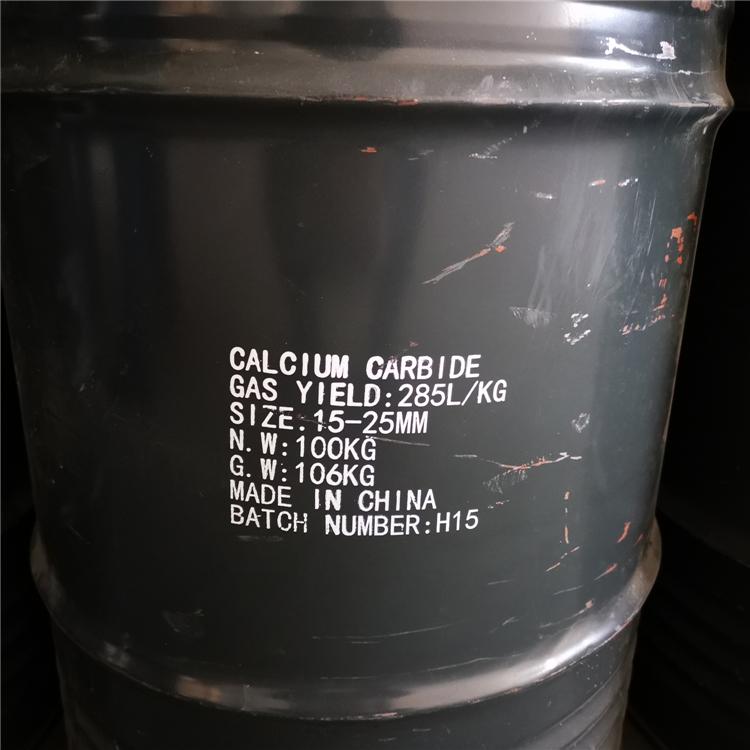 CALCIUM CARBIDE
GAS YIELD:285L/KG
SIZE:15-25MM
N.W:100KG
G.W:106KG
MADE IN CHINA
BATCH NUMBER:H15